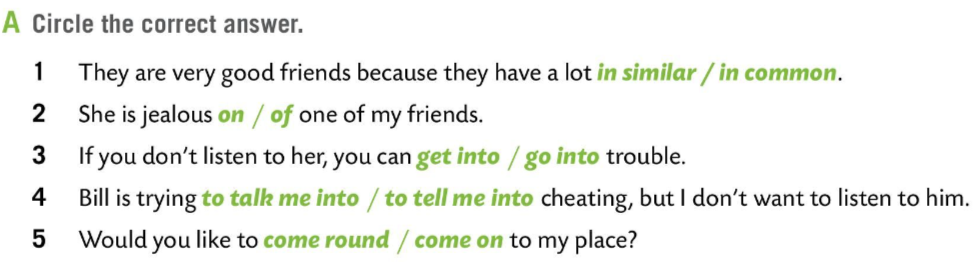 A Circle the correct answer.
1 They are very good friends because they have a lot in similar / in common.
2 She is jealous on / of one of my friends.
3 If you don't listen to her, you can get into / go into trouble.
4 Bill is trying to talk me into / to tell me into cheating, but I don't want to listen to him.
5 Would you like to come round / come on to my place?